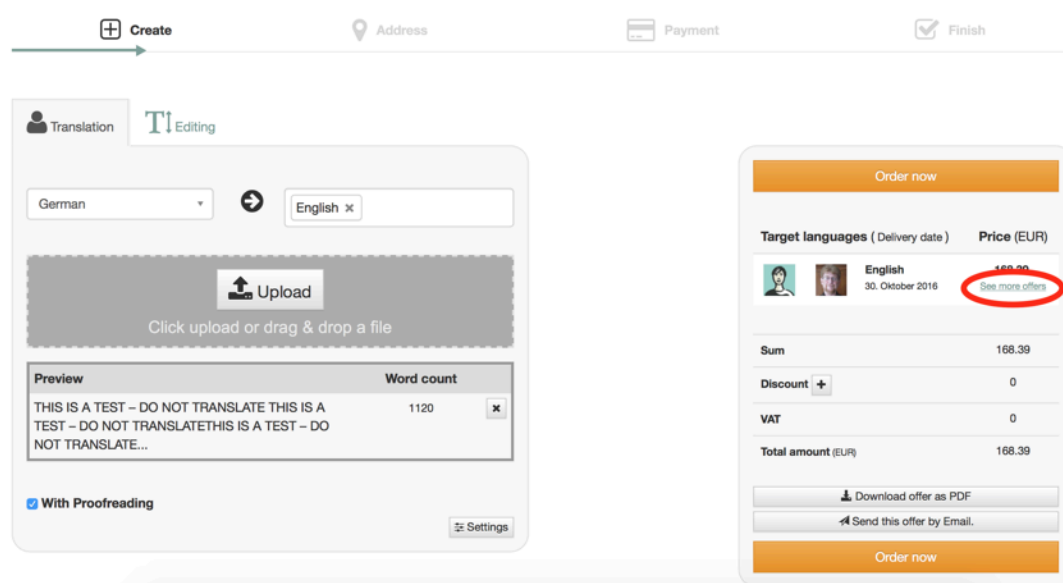 Create
Address
Payment
Finish
Translation
Editing
German
English ×
Upload
Click upload or drag & drop a file
Preview Word count
THIS IS A TEST – DO NOT TRANSLATE THIS IS A 1120
TEST – DO NOT TRANSLATETHIS IS A TEST – DO
NOT TRANSLATE...
With Proofreading
Settings
Order now
Target languages ( Delivery date ) Price (EUR)
English 168.39
30. Oktober 2016 See more offers
Sum 168.39
Discount + 0
VAT 0
Total amount (EUR) 168.39
Download offer as PDF
Send this offer by Email.
Order now